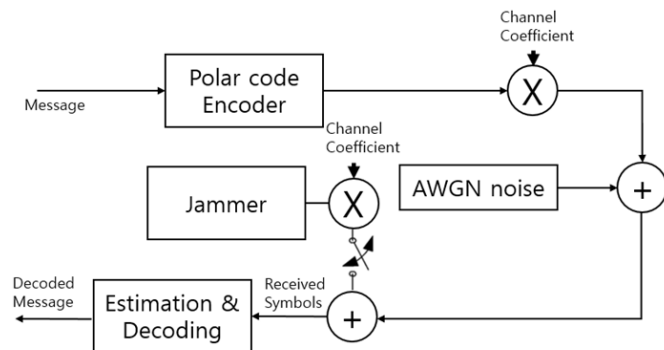 Channel
Coefficient
Polar code
Encoder
X
Message
Channel
Coefficient
Jammer
X
AWGN noise
+
Decoded
Message
Estimation &
Decoding
Received
Symbols
+